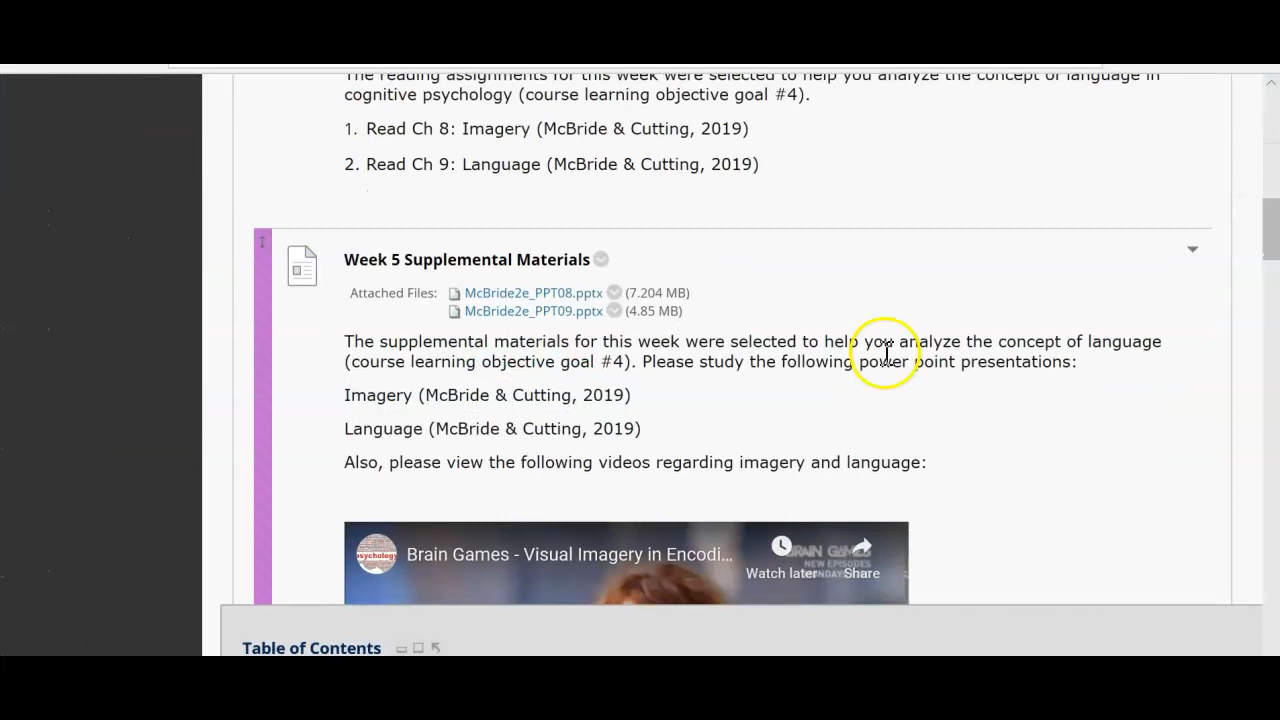 The reading assignments for this week were selected to help you analyze the concept of language in
cognitive psychology (course learning objective goal #4).
1. Read Ch 8: Imagery (McBride & Cutting, 2019)
2. Read Ch 9: Language (McBride & Cutting, 2019)
Week 5 Supplemental Materials
Attached Files: McBride2e_PPT08.pptx (7.204 MB)
McBride2e_PPT09.pptx (4.85 MB)
The supplemental materials for this week were selected to help you analyze the concept of language
(course learning objective goal #4). Please study the following power point presentations:
Imagery (McBride & Cutting, 2019)
Language (McBride & Cutting, 2019)
Also, please view the following videos regarding imagery and language:
psychology
Brain Games - Visual Imagery in Encodi...
BRAIN GAMES
NEW EPISODES
MONDAYS
Watch later
Share
Table of Contents